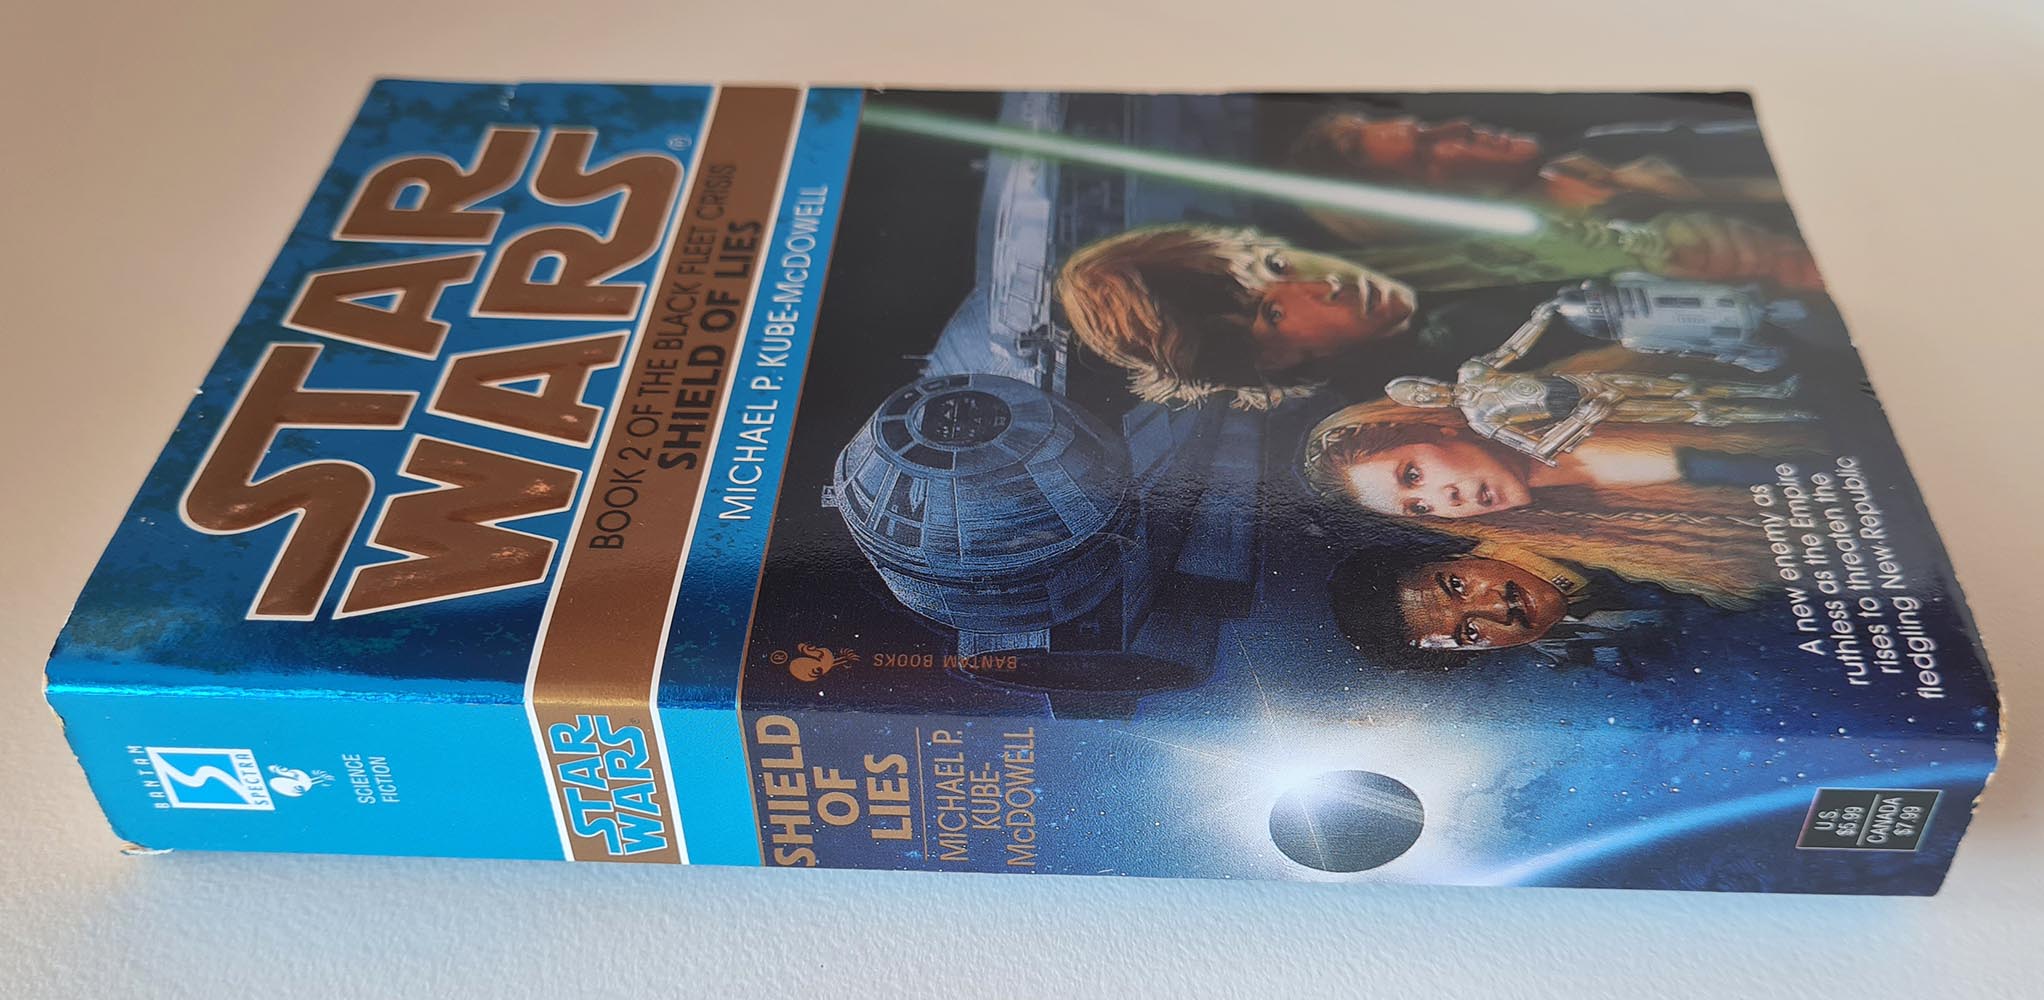 STAR
WARS®
BOOK 2 OF THE BLACK FLEET CRISIS
SHIELD OF LIES
MICHAEL P. KUBE-McDOWELL
® BANTAM BOOKS
A new enemy as
ruthless as the Empire
rises to threaten the
fledgling New Republic
BANTAM
S
SPECTRA
SCIENCE
FICTION
STAR
WARS®
SHIELD
OF
LIES
MICHAEL P.
KUBE-
McDOWELL
U.S.
$5.99
CANADA
$7.99